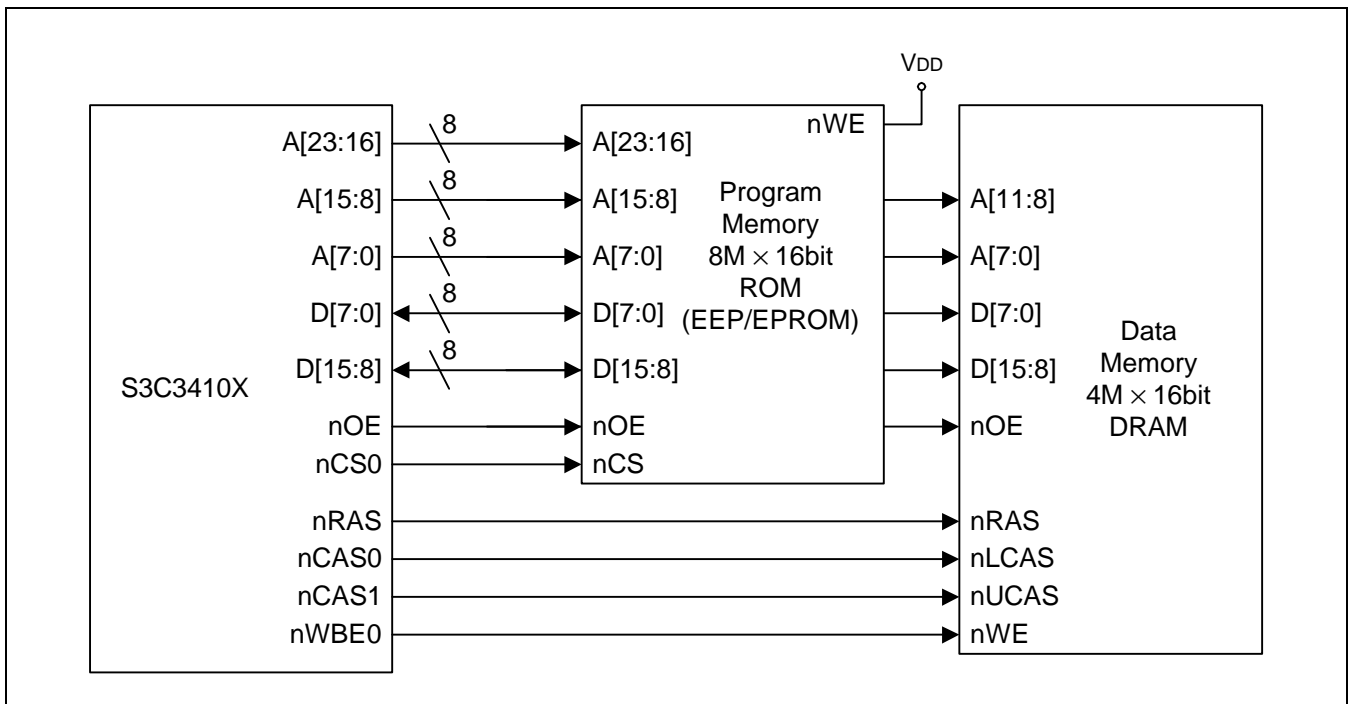 VDD
S3C3410X
A[23:16]
A[15:8]
A[7:0]
D[7:0]
D[15:8]
nOE
nCS0
nRAS
nCAS0
nCAS1
nWBE0
8
8
8
8
8
A[23:16]
A[15:8]
A[7:0]
D[7:0]
D[15:8]
nOE
nCS
nWE
Program
Memory
8M × 16bit
ROM
(EEP/EPROM)
A[11:8]
A[7:0]
D[7:0]
D[15:8]
nOE
nRAS
nLCAS
nUCAS
nWE
Data
Memory
4M × 16bit
DRAM